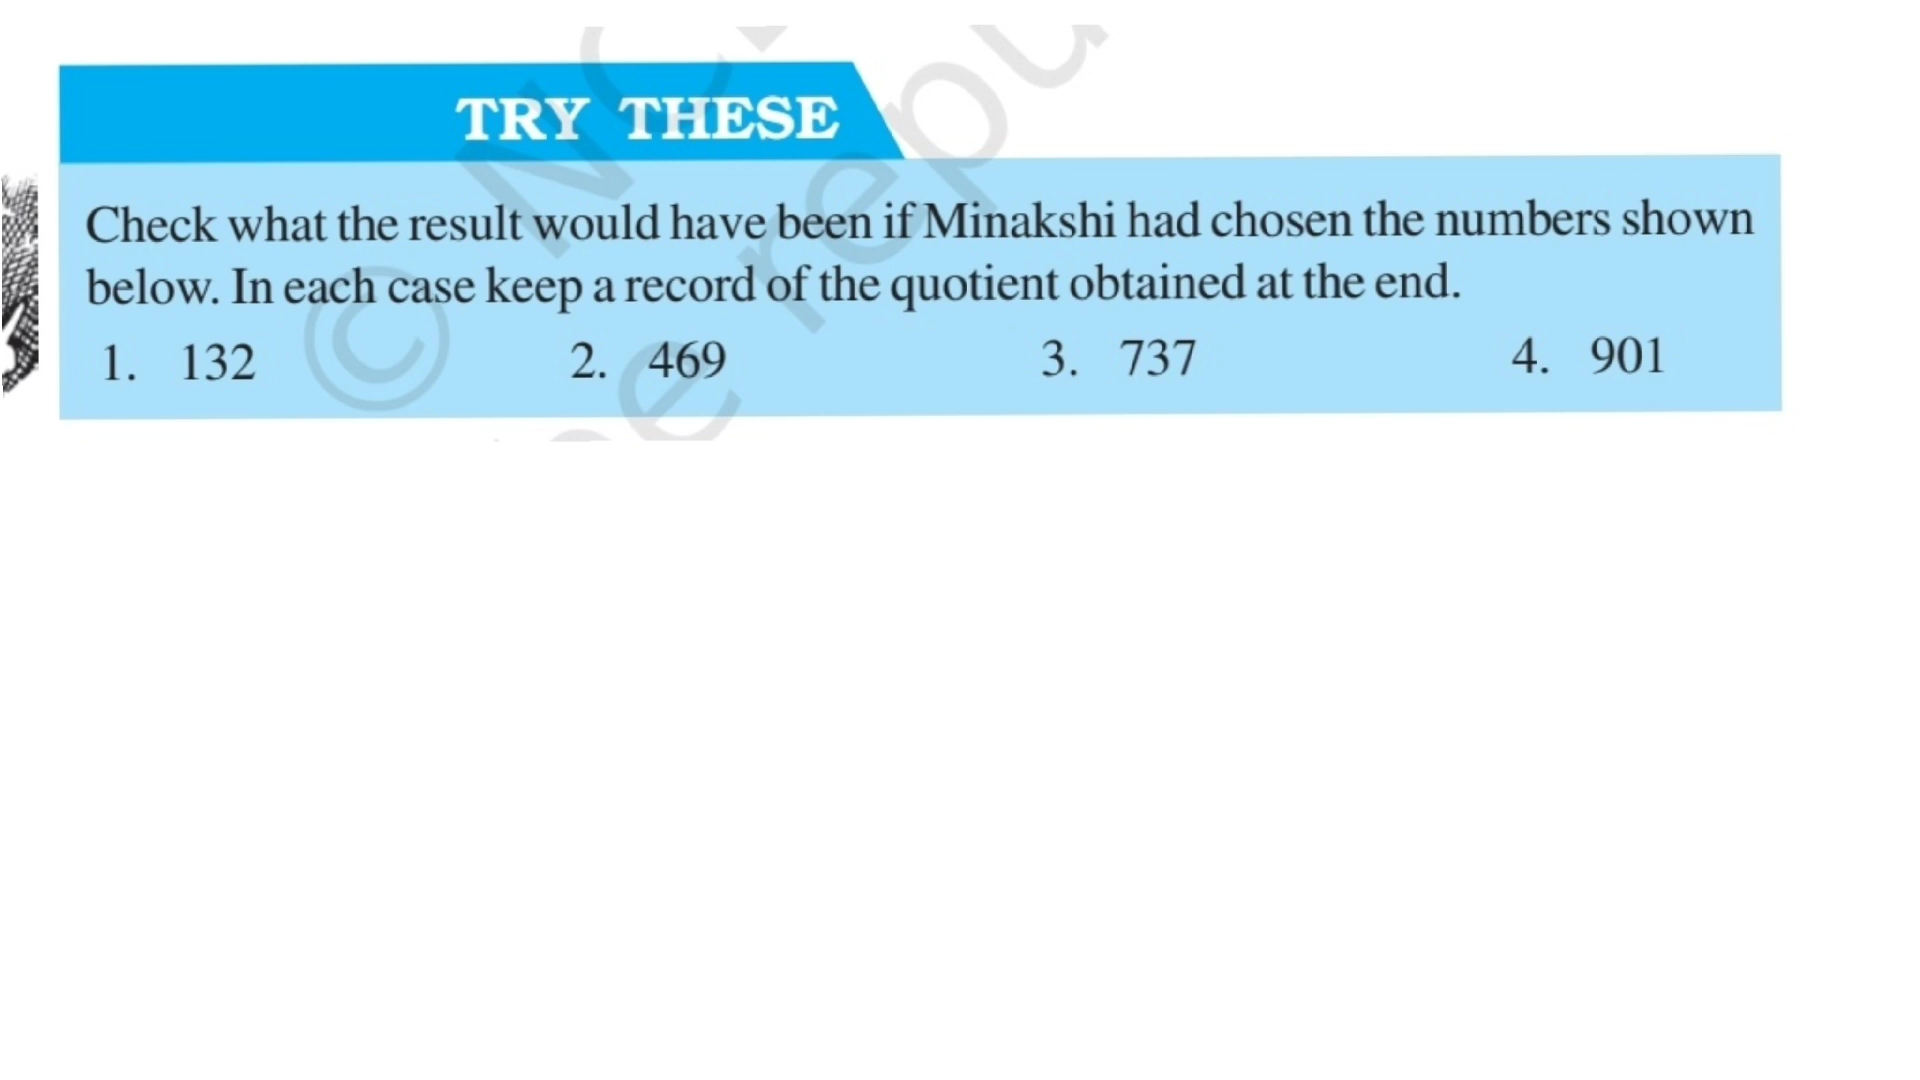 TRY THESE
Check what the result would have been if Minakshi had chosen the numbers shown
below. In each case keep a record of the quotient obtained at the end.
1. 132 2. 469 3. 737 4. 901